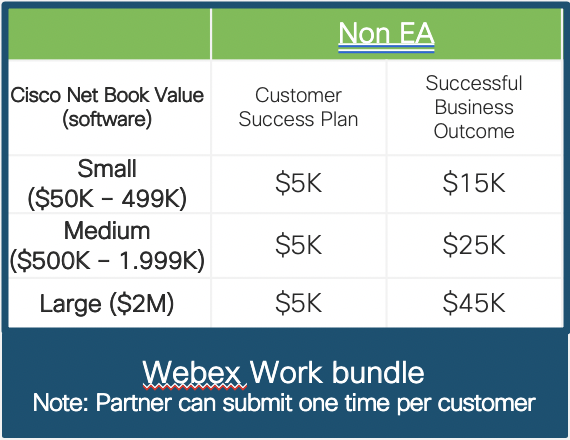 Non EA
Cisco Net Book Value
(software)
Customer
Success Plan
Successful
Business
Outcome
Small
($50K – 499K)
$5K
$15K
Medium
($500K – 1.999K)
$5K
$25K
Large ($2M)
$5K
$45K
Webex Work bundle
Note: Partner can submit one time per customer